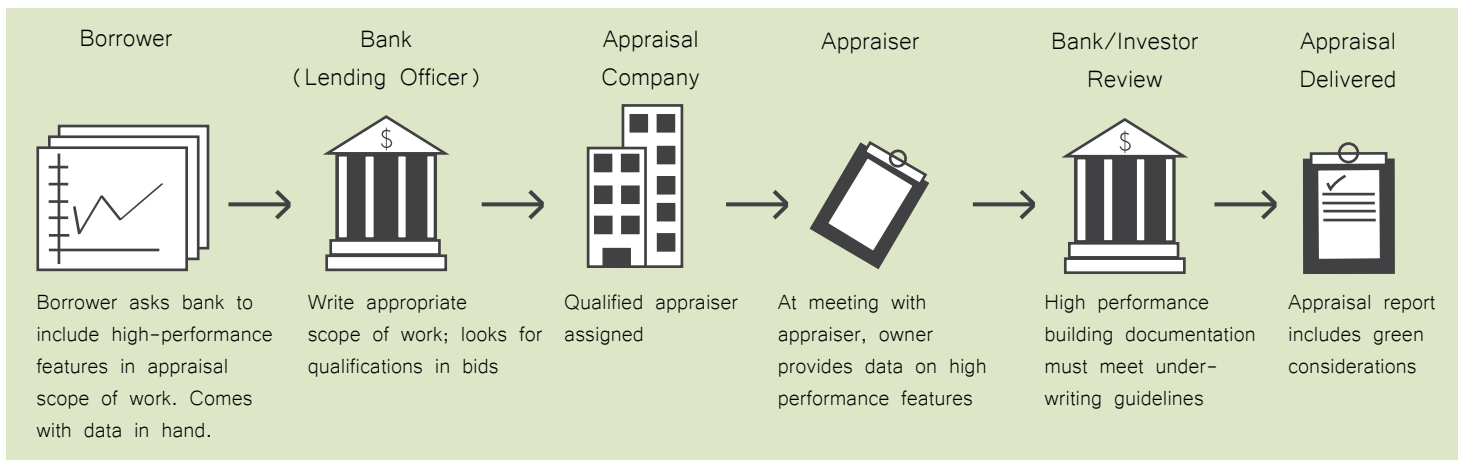 Borrower
Bank
(Lending Officer)
Appraisal
Company
Appraiser
Bank/Investor
Review
Appraisal
Delivered
$
$
Borrower asks bank to
include high-performance
features in appraisal
scope of work. Comes
with data in hand.
Write appropriate
scope of work; looks for
qualifications in bids
Qualified appraiser
assigned
At meeting with
appraiser, owner
provides data on high
performance features
High performance
building documentation
must meet under-
writing guidelines
Appraisal report
includes green
considerations